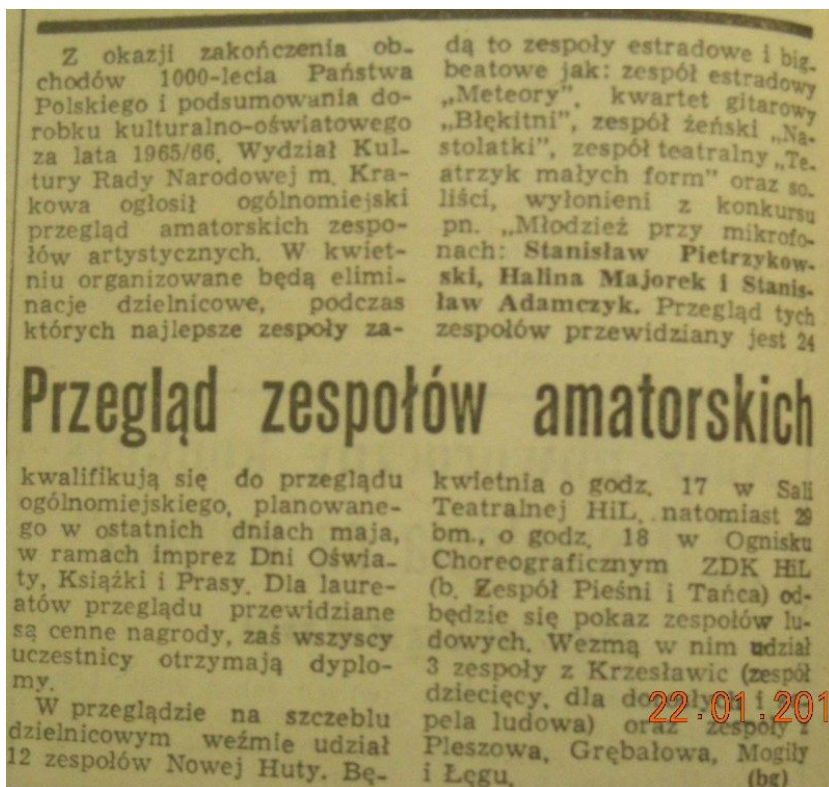 Z okazji zakończenia ob-
chodów 1000-lecia Państwa
Polskiego i podsumowania do-
robku kulturalno-oświatowego
za lata 1965/66, Wydział Kul-
tury Rady Narodowej m. Kra-
kowa ogłosił ogólnomiejski
przegląd amatorskich zespo-
łów artystycznych. W kwiet-
niu organizowane będą elimi-
nacje dzielnicowe, podczas
których najlepsze zespoły za-
Przegląd zespołów amatorskich
kwalifikują się do przeglądu
ogólnomiejskiego, planowane-
go w ostatnich dniach maja,
w ramach imprez Dni Oświa-
ty, Książki i Prasy. Dla laure-
atów przeglądu przewidziane
są cenne nagrody, zaś wszyscy
uczestnicy otrzymają dyplo-
my.
W przeglądzie na szczeblu
dzielnicowym weźmie udział
12 zespołów Nowej Huty. Bę-
dą to zespoły estradowe i big-
beatowe jak: zespół estradowy
„Meteory”, kwartet gitarowy
„Błękitni”, zespół żeński „Na-
stolatki”, zespół teatralny „Te-
atrzyk małych form” oraz so-
liści, wyłonieni z konkursu
pn. „Młodzież przy mikrofo-
nach: Stanisław Pietrzykow-
ski, Halina Majorek i Stanis-
ław Adamczyk. Przegląd tych
zespołów przewidziany jest 24
kwietnia o godz. 17 w Sali
Teatralnej HiL, natomiast 29
bm., o godz. 18 w Ognisku
Choreograficznym ZDK HiL
(b. Zespół Pieśni i Tańca) od-
będzie się pokaz zespołów lu-
dowych. Wezmą w nim udział
3 zespoły z Krzesławic (zespół
dziecięcy, dla i
pela ludowa) oraz zespoły z
Pleszowa, Grębałowa, Mogiły
i Łęgu.
(bg)
22.01.201